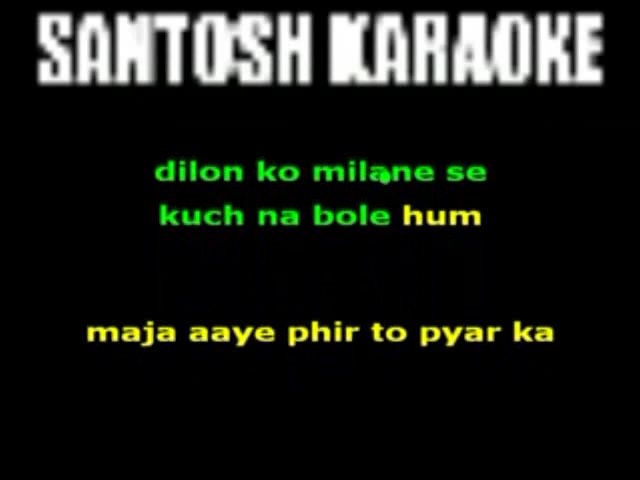 SANTOSH KARAOKE
dilon ko milane se
kuch na bole hum
maja aaye phir to pyar ka